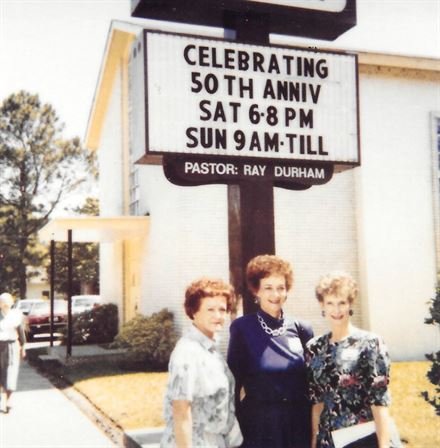 CELEBRATING
50TH ANNIV
SAT 6-8 PM
SUN 9AM-TILL
PASTOR: RAY DURHAM